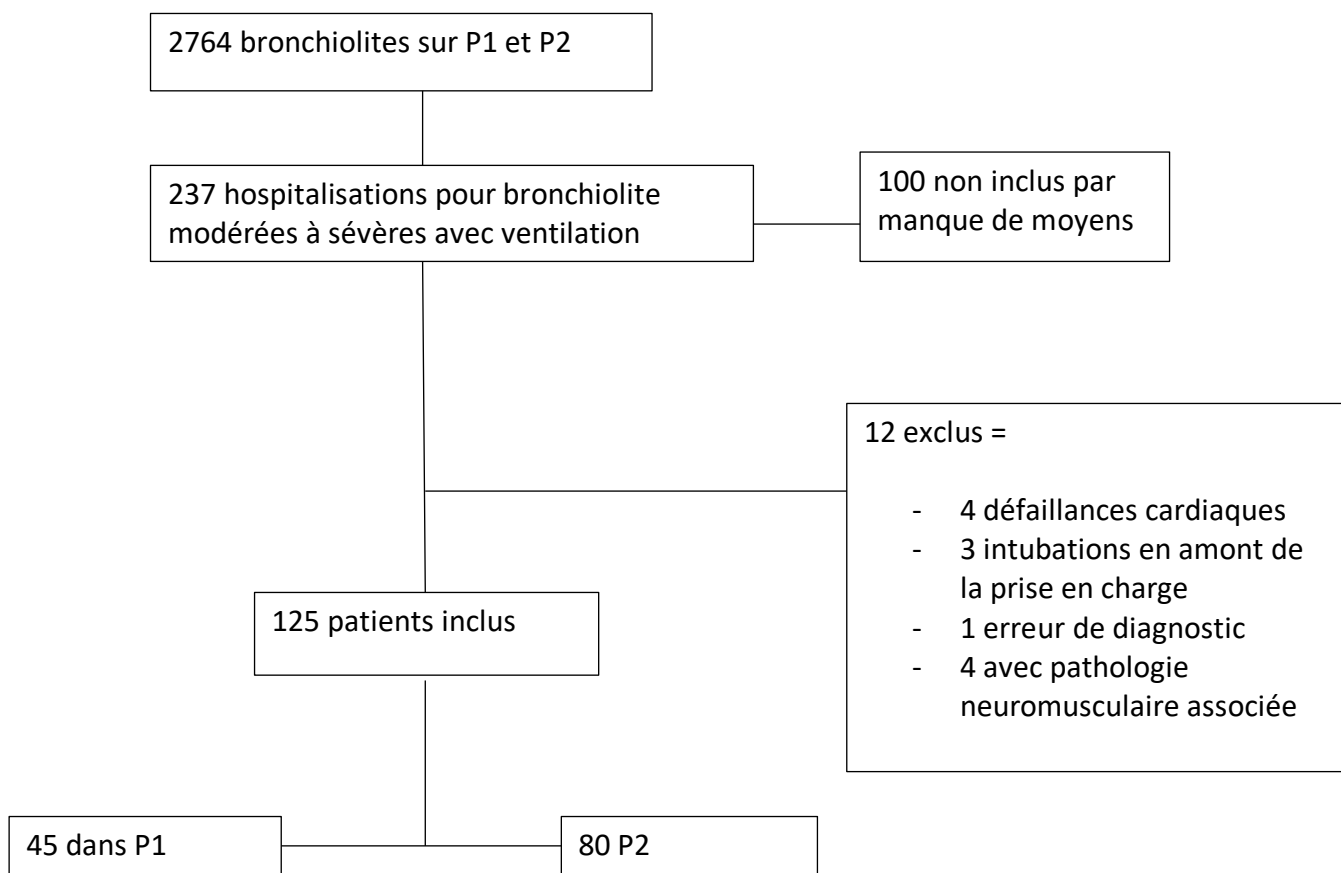 2764 bronchiolites sur P1 et P2
237 hospitalisations pour bronchiolite
modérées à sévères avec ventilation
100 non inclus par
manque de moyens
12 exclus =
- 4 défaillances cardiaques
- 3 intubations en amont de
la prise en charge
- 1 erreur de diagnostic
- 4 avec pathologie
neuromusculaire associée
125 patients inclus
45 dans P1
80 P2